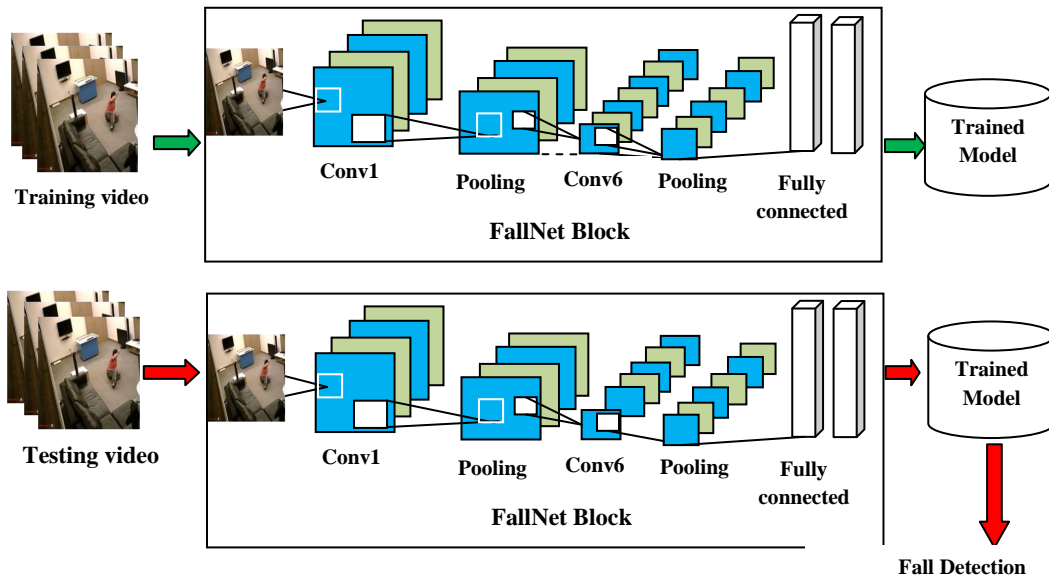 Training video
Conv1
Pooling
Conv6
Pooling
Fully
connected
FallNet Block
Trained
Model
Testing video
Conv1
Pooling
Conv6
Pooling
Fully
connected
FallNet Block
Trained
Model
Fall Detection